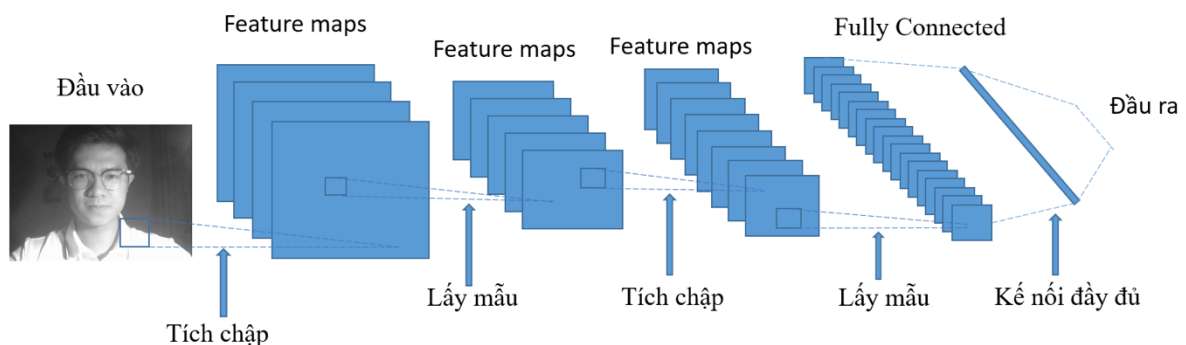 Feature maps
Feature maps
Feature maps
Fully Connected
Đầu vào
Đầu ra
Tích chập
Lấy mẫu
Tích chập
Lấy mẫu
Kế nối đầy đủ